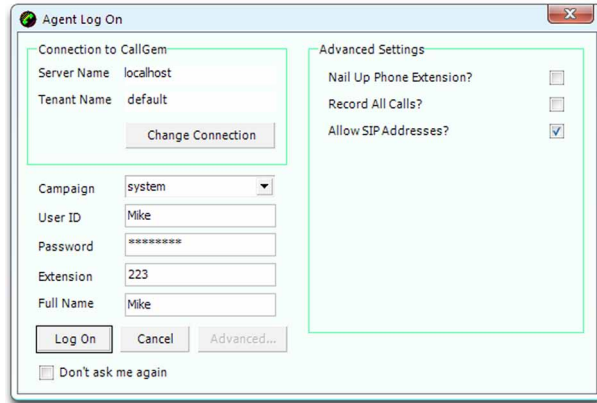 Agent Log On
Connection to CallGem
Server Name localhost
Tenant Name default
Change Connection
Campaign system
User ID Mike
Password ********
Extension 223
Full Name Mike
Log On Cancel Advanced...
Don't ask me again
Advanced Settings
Nail Up Phone Extension?
Record All Calls?
Allow SIP Addresses?